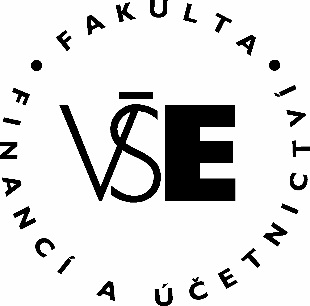 FAKULTA
FINANCÍ A ÚČETNICTVÍ
VŠE